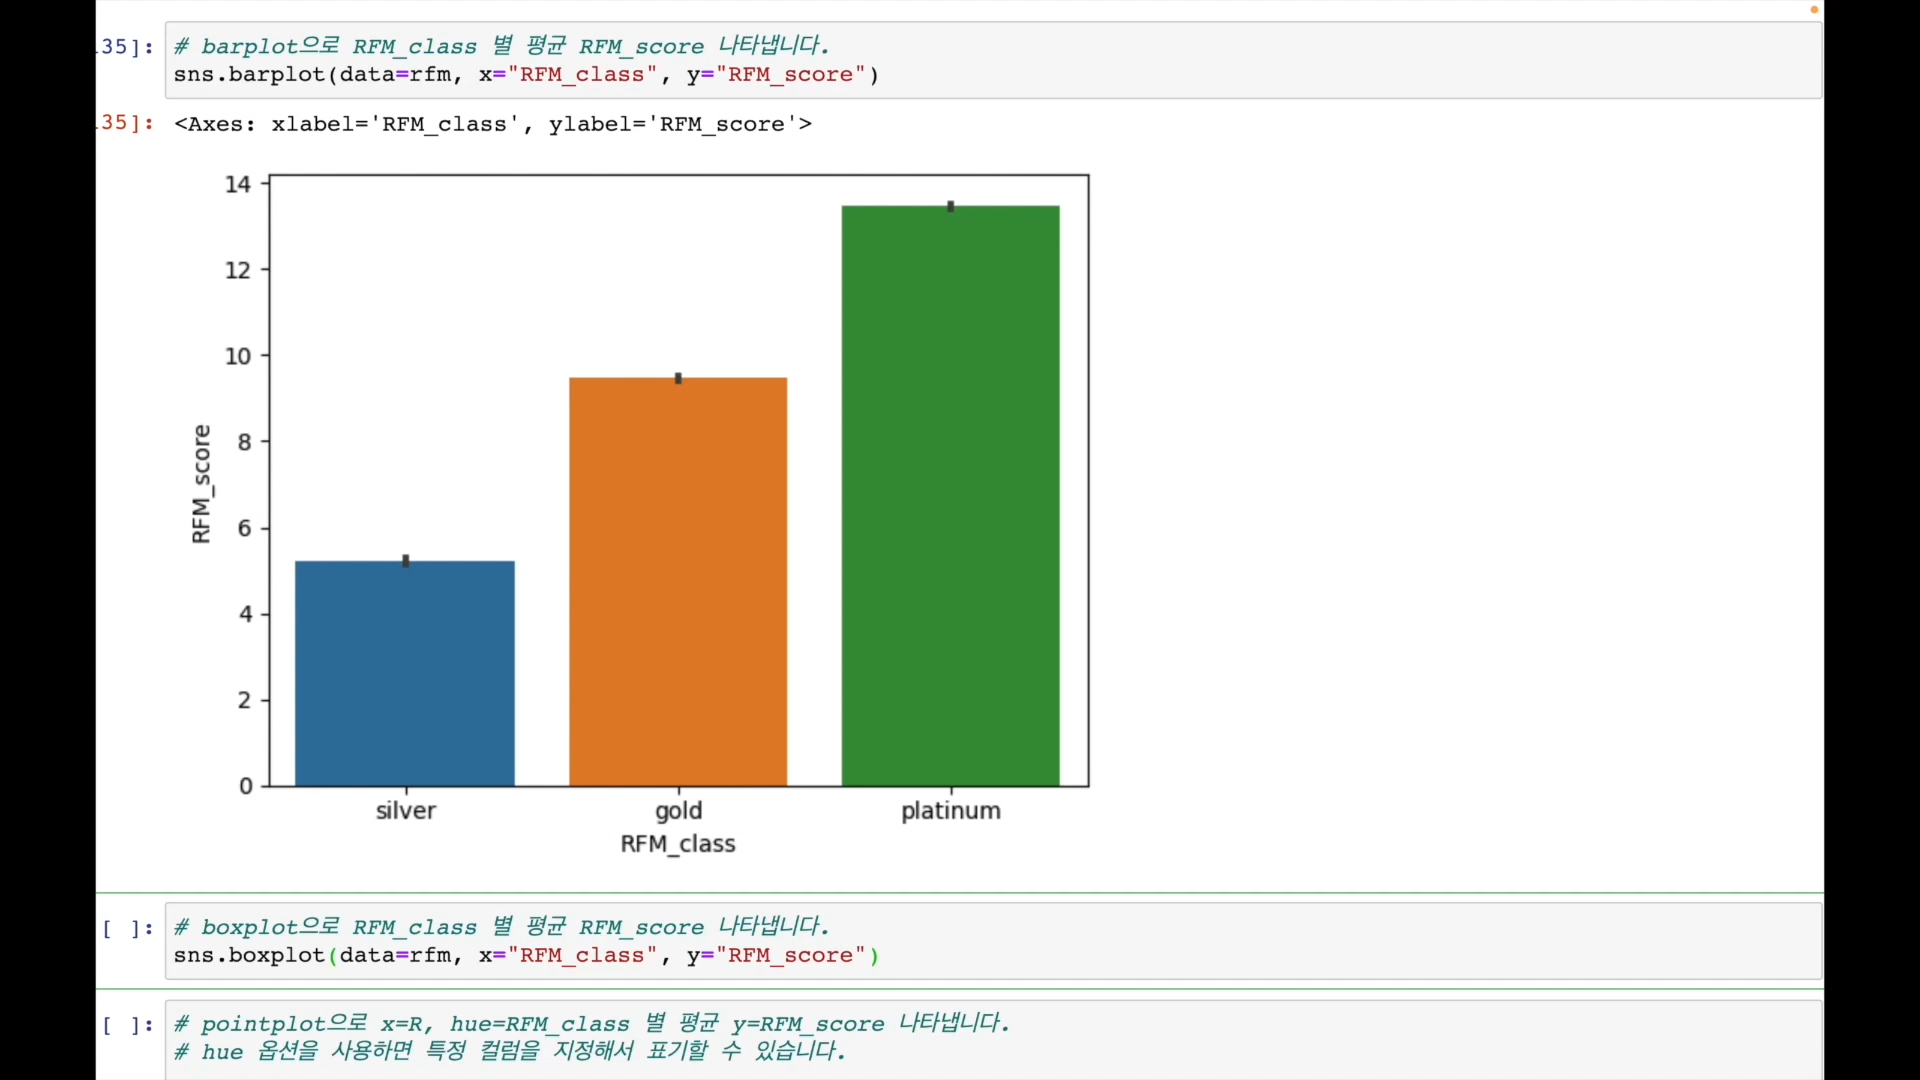 35]: # barplot으로 RFM_class 별 평균 RFM_score 나타냅니다.
sns.barplot(data=rfm, x="RFM_class", y="RFM_score")
35]: <Axes: xlabel='RFM_class', ylabel='RFM_score'>
14
12
10
8
6
4
2
0
RFM_score
silver gold platinum
RFM_class
[ ]: # boxplot으로 RFM_class 별 평균 RFM_score 나타냅니다.
sns.boxplot(data=rfm, x="RFM_class", y="RFM_score")
[ ]: # pointplot으로 x=R, hue=RFM_class 별 평균 y=RFM_score 나타냅니다.
# hue 옵션을 사용하면 특정 컬럼을 지정해서 표기할 수 있습니다.